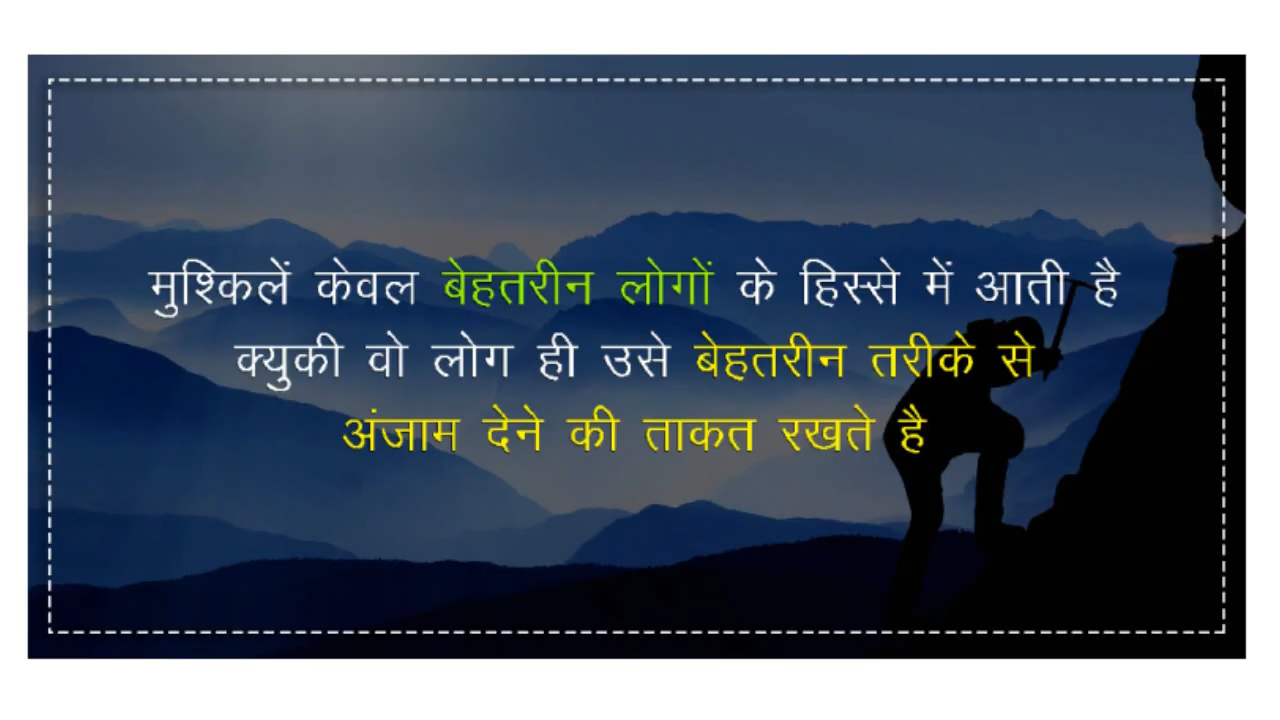 मुश्किलें केवल बेहतरीन लोगों के हिस्से में आती है
क्युकी वो लोग ही उसे बेहतरीन तरीके से
अंजाम देने की ताकत रखते है